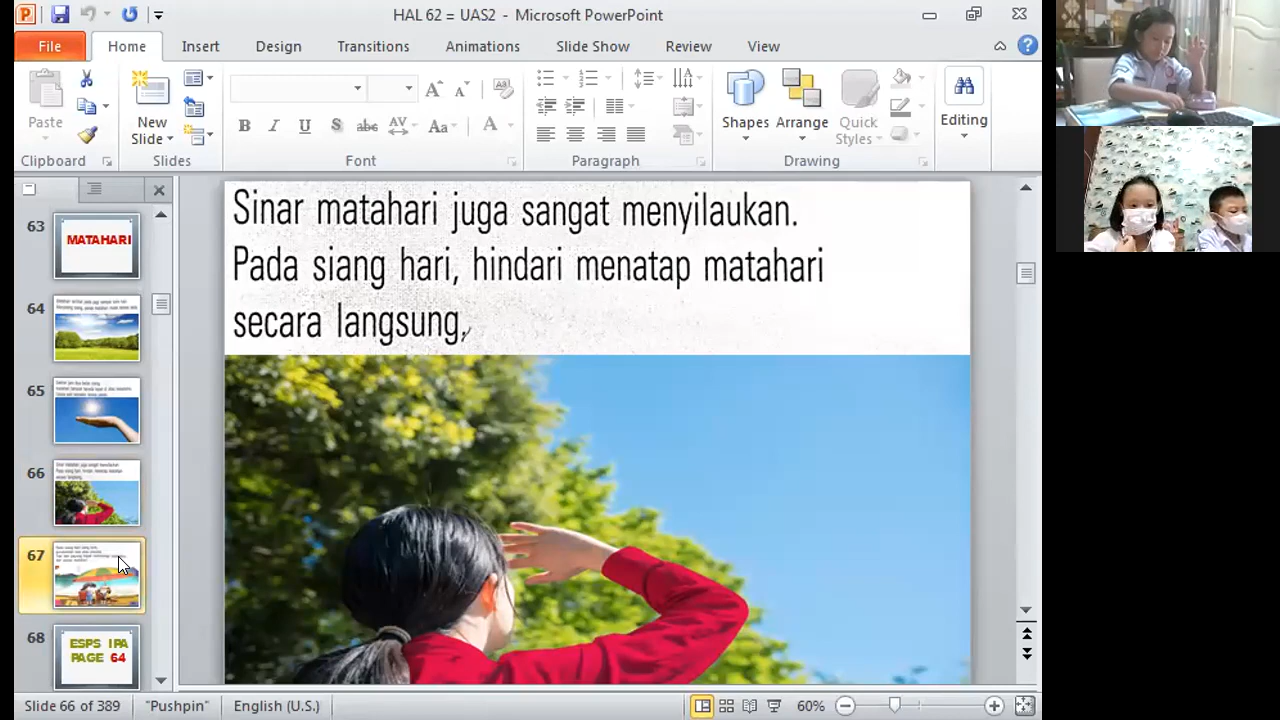 HAL 62 = UAS2 - Microsoft PowerPoint
File Home Insert Design Transitions Animations Slide Show Review View
Paste
New
Slide
Shapes
Arrange
Quick
Styles
Editing
Clipboard Slides Font Paragraph Drawing
63
MATAHARI
64
65
66
67
68
ESPS IPA
PAGE 64
Sinar matahari juga sangat menyilaukan.
Pada siang hari, hindari menatap matahari
secara langsung.
Slide 66 of 389 "Pushpin" English (U.S.) 60%